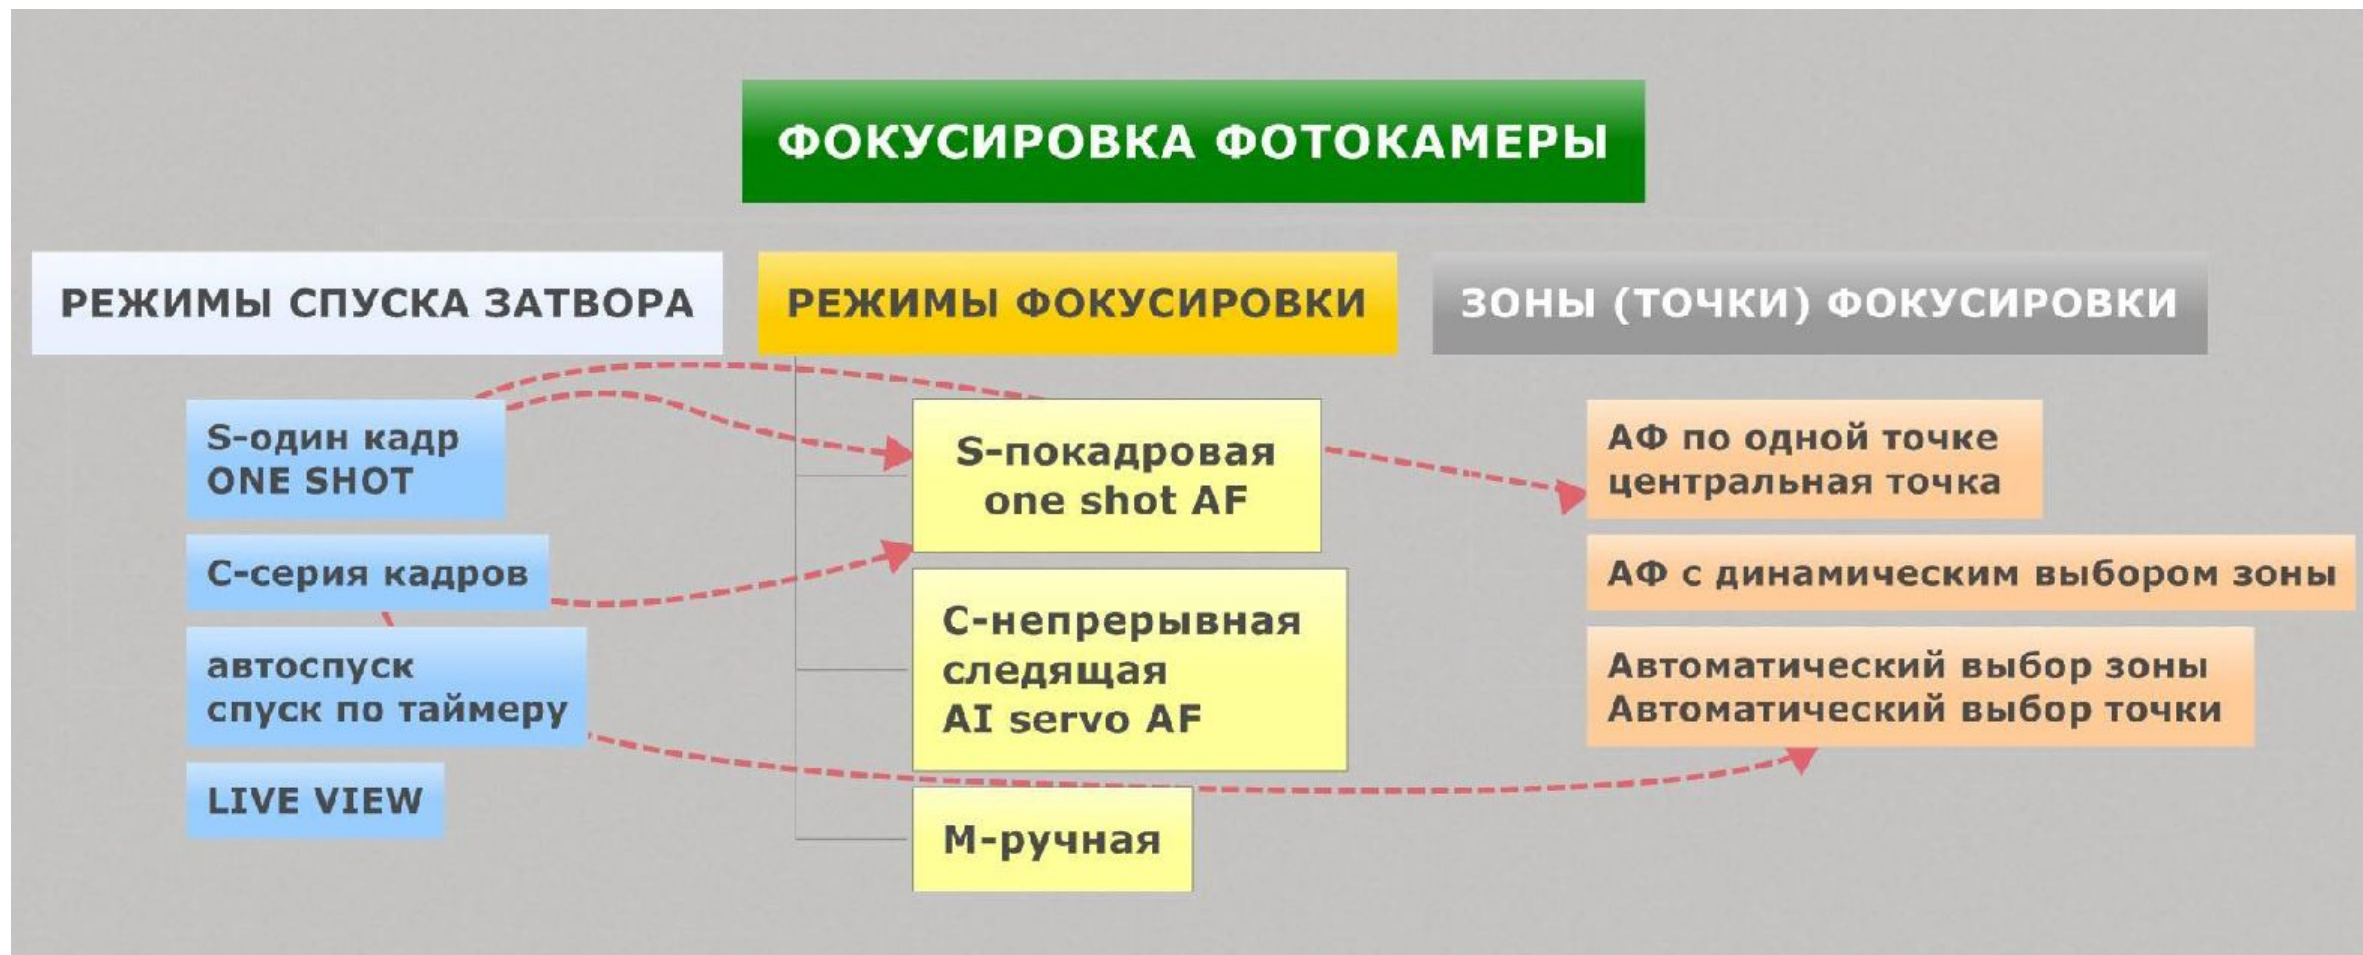 ФОКУСИРОВКА ФОТОКАМЕРЫ
РЕЖИМЫ СПУСКА ЗАТВОРА
S-один кадр
ONE SHOT
С-серия кадров
автоспуск
спуск по таймеру
LIVE VIEW
РЕЖИМЫ ФОКУСИРОВКИ
S-покадровая
one shot AF
С-непрерывная
следящая
AI servo AF
М-ручная
ЗОНЫ (ТОЧКИ) ФОКУСИРОВКИ
АФ по одной точке
центральная точка
АФ с динамическим выбором зоны
Автоматический выбор зоны
Автоматический выбор точки